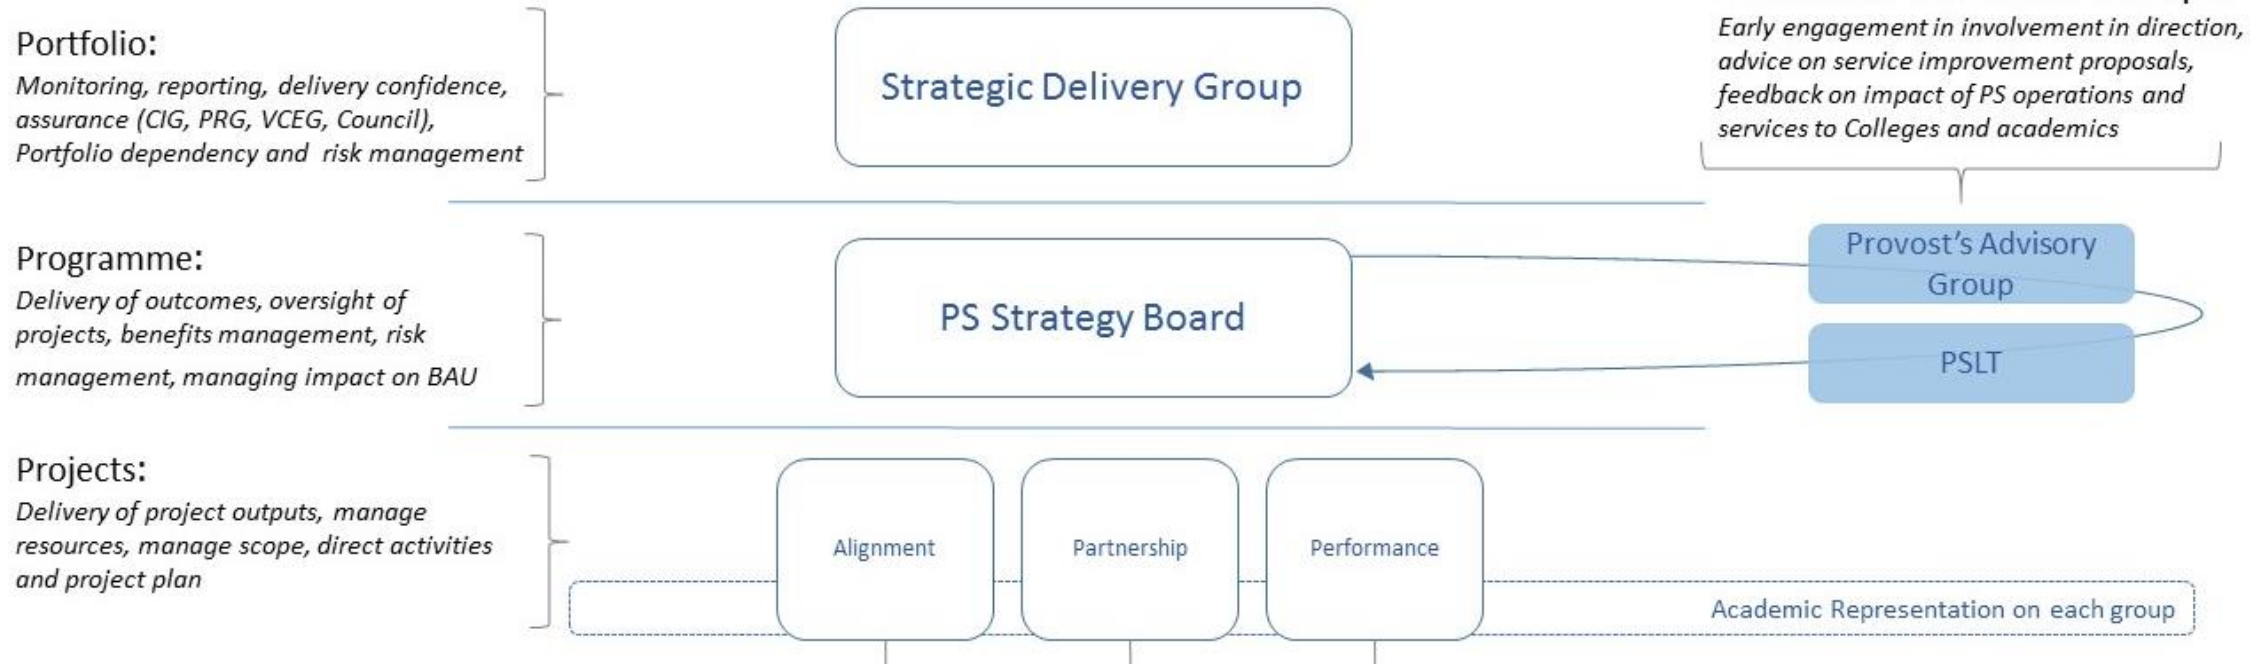 Portfolio:
Monitoring, reporting, delivery confidence,
assurance (CIG, PRG, VCEG, Council),
Portfolio dependency and risk management
Strategic Delivery Group
Early engagement in involvement in direction,
advice on service improvement proposals,
feedback on impact of PS operations and
services to Colleges and academics
Programme:
Delivery of outcomes, oversight of
projects, benefits management, risk
management, managing impact on BAU
PS Strategy Board
Provost's Advisory
Group
PSLT
Projects:
Delivery of project outputs, manage
resources, manage scope, direct activities
and project plan
Alignment
Partnership
Performance
Academic Representation on each group